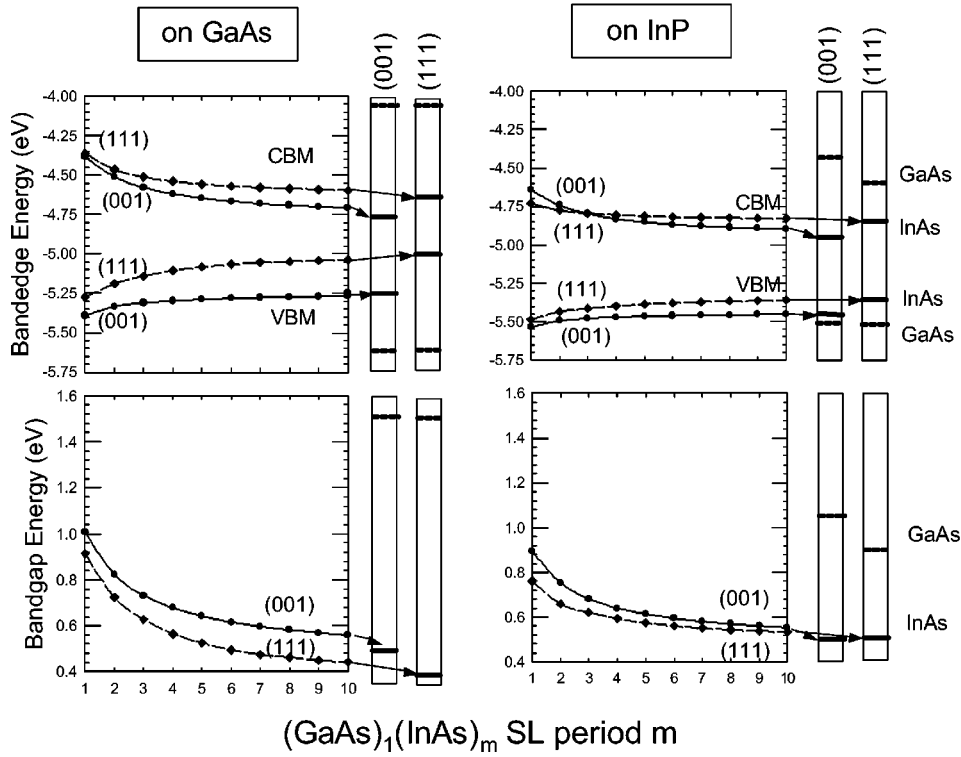 on GaAs
on InP
(001)
(111)
(001)
(111)
Bandedge Energy (eV)
-4.00
-4.25
-4.50
-4.75
-5.00
-5.25
-5.50
-5.75
(111)
CBM
(001)
(111)
(001)
VBM
-4.00
-4.25
-4.50
-4.75
-5.00
-5.25
-5.50
-5.75
(001)
CBM
(111)
VBM
(111)
(001)
GaAs
InAs
InAs
GaAs
Bandgap Energy (eV)
1.6
1.4
1.2
1.0
0.8
0.6
0.4
(001)
(111)
1 2 3 4 5 6 7 8 9 10
1.6
1.4
1.2
1.0
0.8
0.6
0.4
(001)
(111)
1 2 3 4 5 6 7 8 9 10
GaAs
InAs
(GaAs)₁(InAs)ₘ SL period m